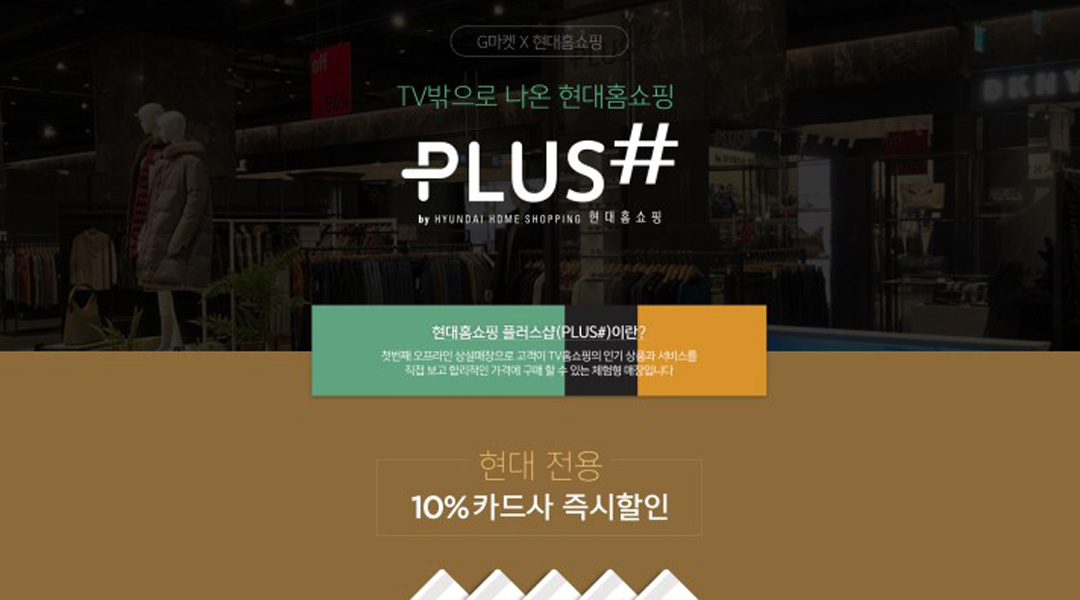 G마켓 X 현대홈쇼핑
off
80%
TV밖으로 나온 현대홈쇼핑
DKNY
PLUS#
by HYUNDAI HOME SHOPPING 현대홈쇼핑
현대홈쇼핑 플러스샵(PLUS#)이란?
첫번째 오프라인 상설매장으로 고객이 TV홈쇼핑의 인기 상품과 서비스를
직접 보고 합리적인 가격에 구매 할 수 있는 체험형 매장입니다
현대 전용
10%카드사 즉시할인